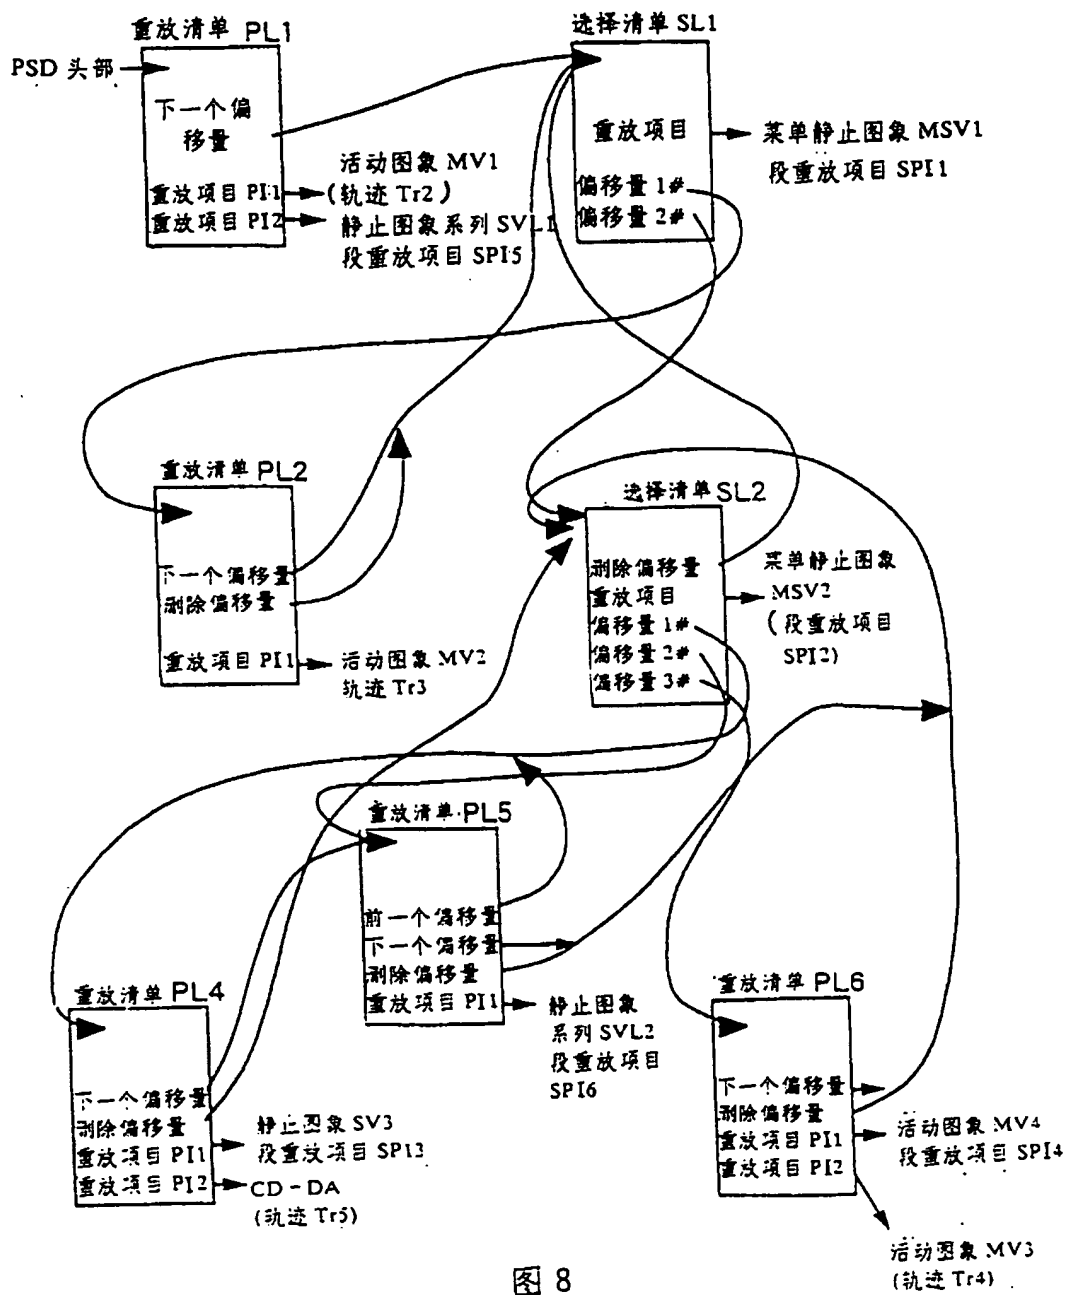 重放清单 PL1
PSD 头部
下一个偏
移量
重放项目 PI1
重放项目 PI2
活动图象 MV1
(轨迹 Tr2)
静止图象系列 SVL1
段重放项目 SPI5
选择清单 SL1
重放项目
偏移量 1#
偏移量 2#
菜单静止图象 MSV1
段重放项目 SPI1
重放清单 PL2
下一个偏移量
删除偏移量
重放项目 PI1
活动图象 MV2
轨迹 Tr3
选择清单 SL2
删除偏移量
重放项目
偏移量 1#
偏移量 2#
偏移量 3#
菜单静止图象
MSV2
(段重放项目
SPI2)
重放清单 PL5
前一个偏移量
下一个偏移量
删除偏移量
重放项目 PI1
静止图象
系列 SVL2
段重放项目
SPI6
重放清单 PL4
下一个偏移量
删除偏移量
重放项目 PI1
重放项目 PI2
静止图象 SV3
段重放项目 SP13
CD-DA
(轨迹 Tr5)
重放清单 PL6
下一个偏移量
删除偏移量
重放项目 PI1
重放项目 PI2
活动图象 MV4
段重放项目 SPI4
活动图象 MV3
(轨迹 Tr4)
图 8